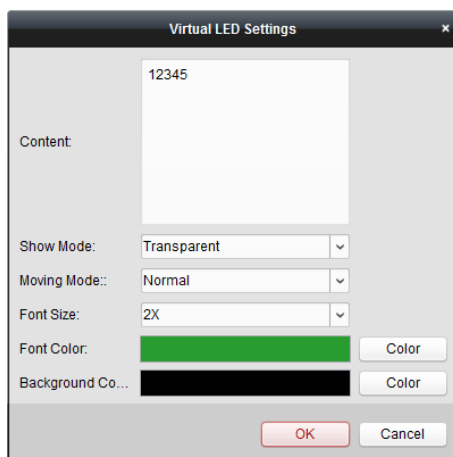 Virtual LED Settings ×
12345
Content:
Show Mode: Transparent
Moving Mode:: Normal
Font Size: 2X
Font Color: Color
Background Co... Color
OK Cancel